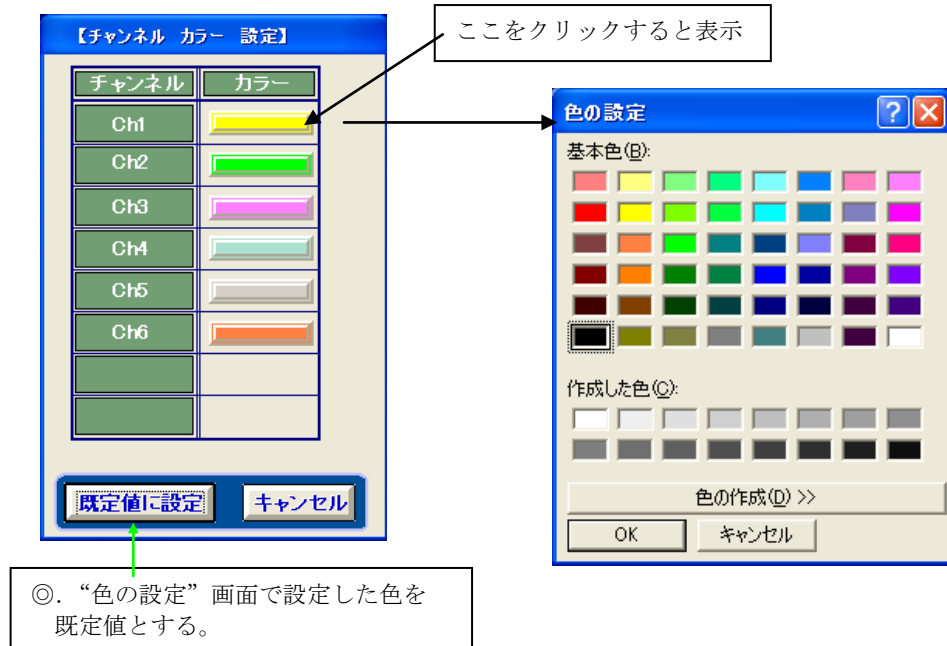 【チャンネル カラー 設定】
ここをクリックすると表示
チャンネル カラー
Ch1
Ch2
Ch3
Ch4
Ch5
Ch6
既定値に設定 キャンセル
色の設定
基本色(B):
作成した色(C):
色の作成(D) >>
OK キャンセル
◎．“色の設定”画面で設定した色を
既定値とする。